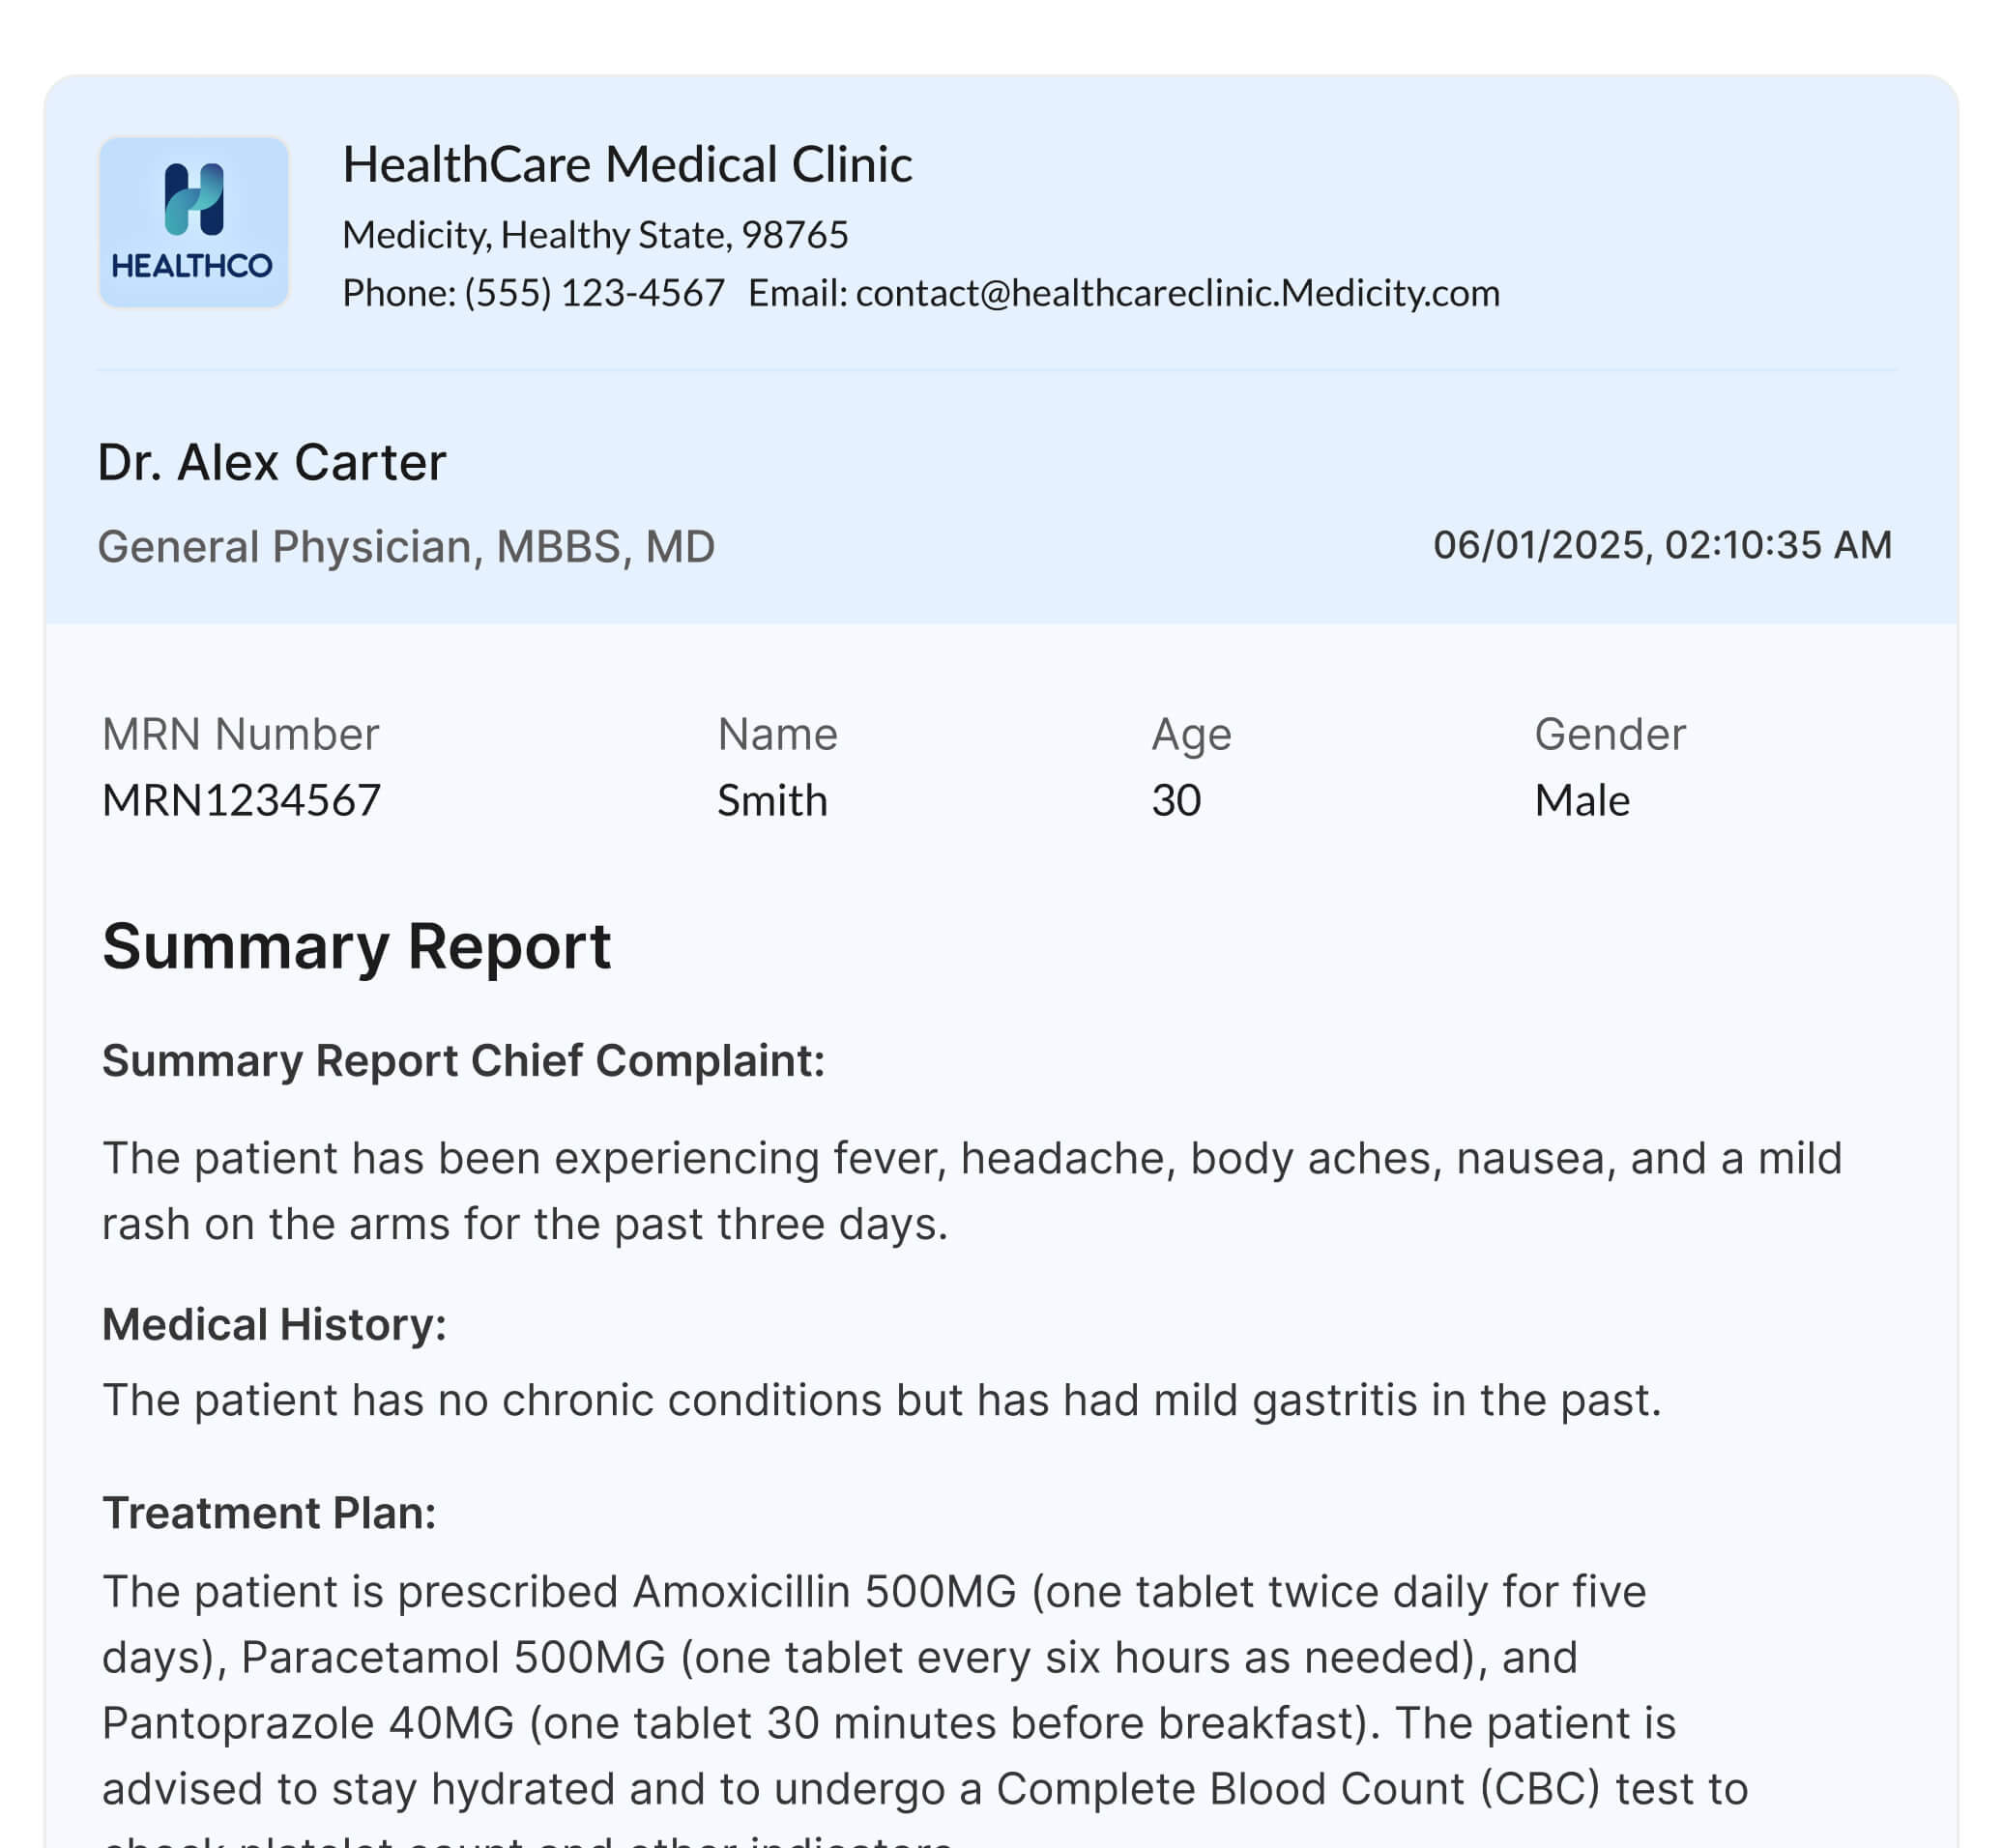 HEALTHCO
HealthCare Medical Clinic
Medicity, Healthy State, 98765
Phone: (555) 123-4567 Email: contact@healthcareclinic.Medicity.com
Dr. Alex Carter
General Physician, MBBS, MD
06/01/2025, 02:10:35 AM
MRN Number Name Age Gender
MRN1234567 Smith 30 Male
Summary Report
Summary Report Chief Complaint:
The patient has been experiencing fever, headache, body aches, nausea, and a mild
rash on the arms for the past three days.
Medical History:
The patient has no chronic conditions but has had mild gastritis in the past.
Treatment Plan:
The patient is prescribed Amoxicillin 500MG (one tablet twice daily for five
days), Paracetamol 500MG (one tablet every six hours as needed), and
Pantoprazole 40MG (one tablet 30 minutes before breakfast). The patient is
advised to stay hydrated and to undergo a Complete Blood Count (CBC) test to
check platelet count and other indicators.